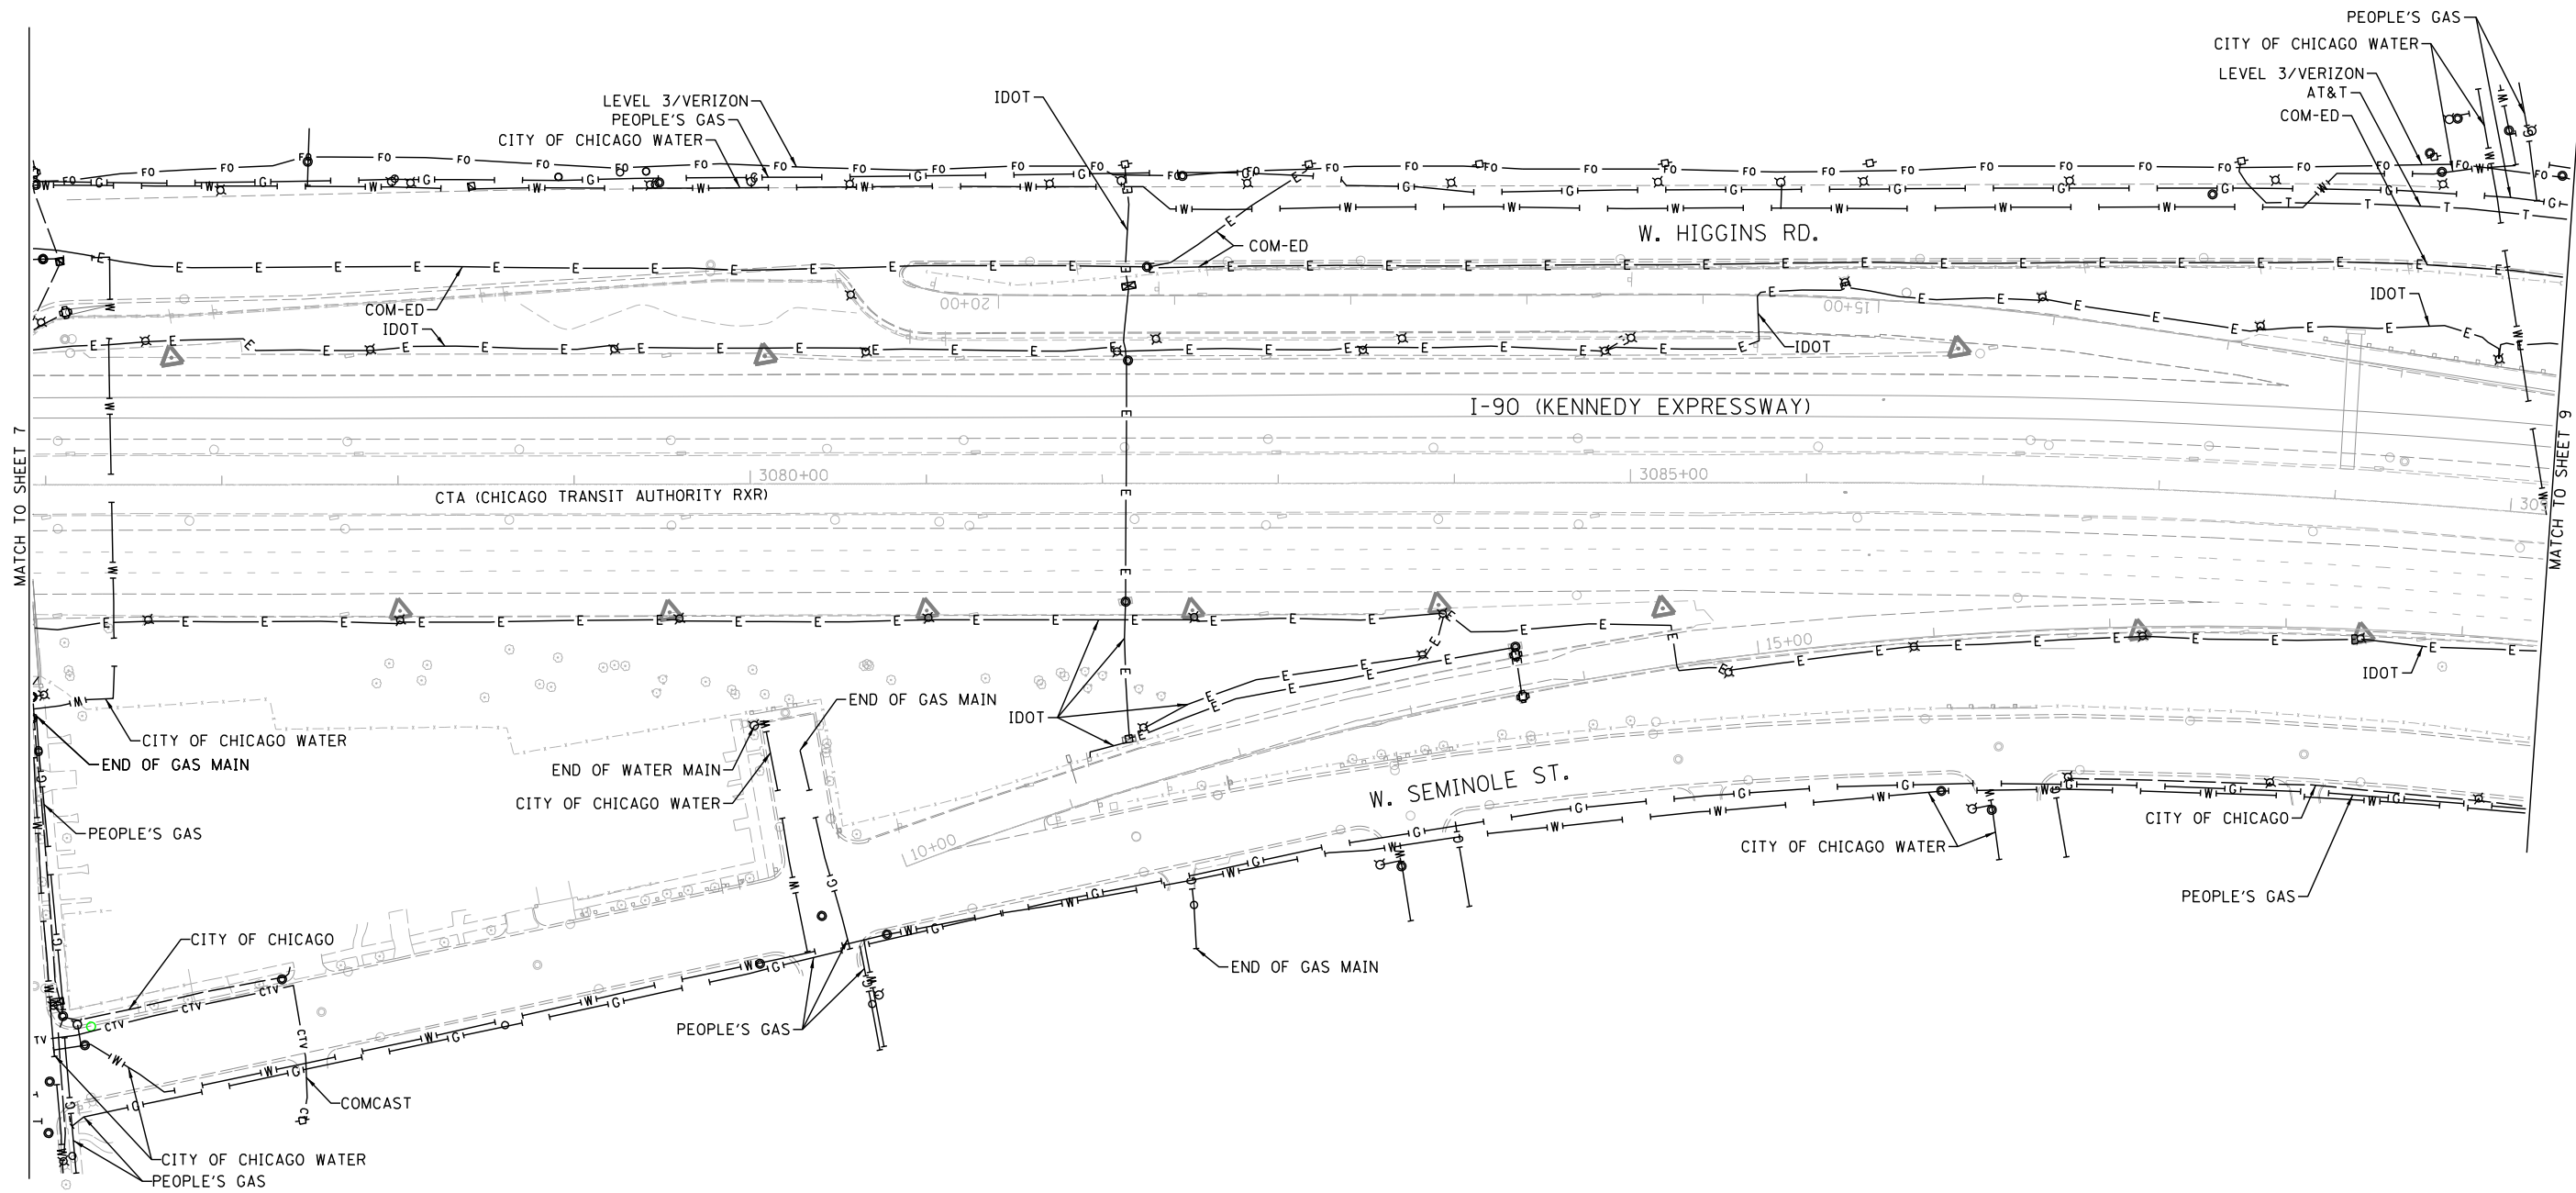 PEOPLE'S GAS
CITY OF CHICAGO WATER
LEVEL 3/VERIZON
AT&T
COM-ED
LEVEL 3/VERIZON
PEOPLE'S GAS
CITY OF CHICAGO WATER
IDOT
W. HIGGINS RD.
COM-ED
COM-ED
IDOT
20+00
15+00
IDOT
IDOT
I-90 (KENNEDY EXPRESSWAY)
MATCH TO SHEET 7
MATCH TO SHEET 9
3080+00
3085+00
CTA (CHICAGO TRANSIT AUTHORITY RXR)
15+00
IDOT
END OF GAS MAIN
IDOT
CITY OF CHICAGO WATER
END OF GAS MAIN
END OF WATER MAIN
CITY OF CHICAGO WATER
W. SEMINOLE ST.
PEOPLE'S GAS
10+00
CITY OF CHICAGO WATER
CITY OF CHICAGO
PEOPLE'S GAS
CITY OF CHICAGO
END OF GAS MAIN
CTV
CTV
CTV
CTV
TV
PEOPLE'S GAS
COMCAST
CITY OF CHICAGO WATER
PEOPLE'S GAS